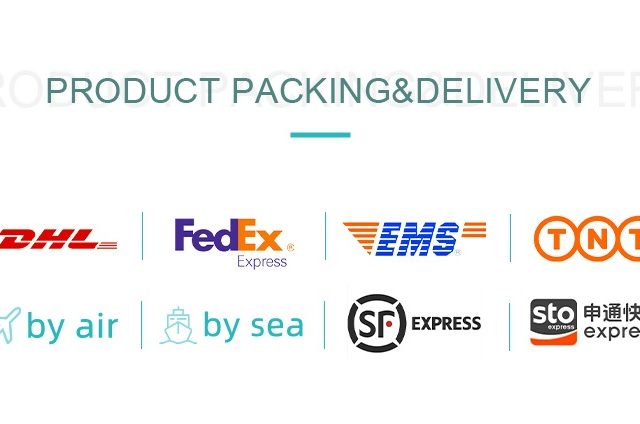 PRODUCT PACKING&DELIVERY
DHL
FedEx
Express
EMS
TNT
by air
by sea
SF EXPRESS
sto
express
申通快
expre